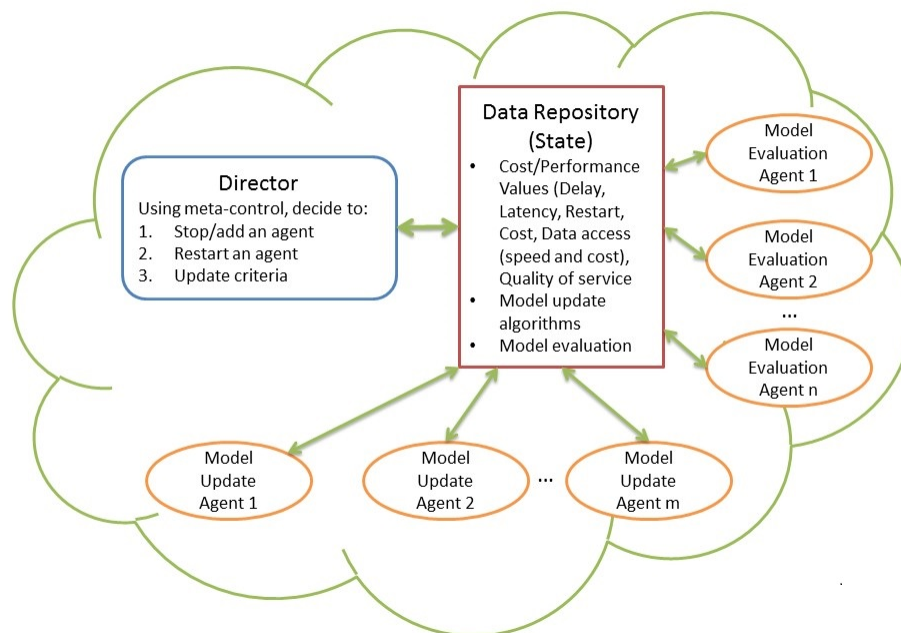 Director
Using meta-control, decide to:
1. Stop/add an agent
2. Restart an agent
3. Update criteria
Data Repository
(State)
• Cost/Performance
Values (Delay,
Latency, Restart,
Cost, Data access
(speed and cost),
Quality of service
• Model update
algorithms
• Model evaluation
Model
Evaluation
Agent 1
Model
Evaluation
Agent 2
...
Model
Evaluation
Agent n
Model
Update
Agent 1
Model
Update
Agent 2
...
Model
Update
Agent m
.